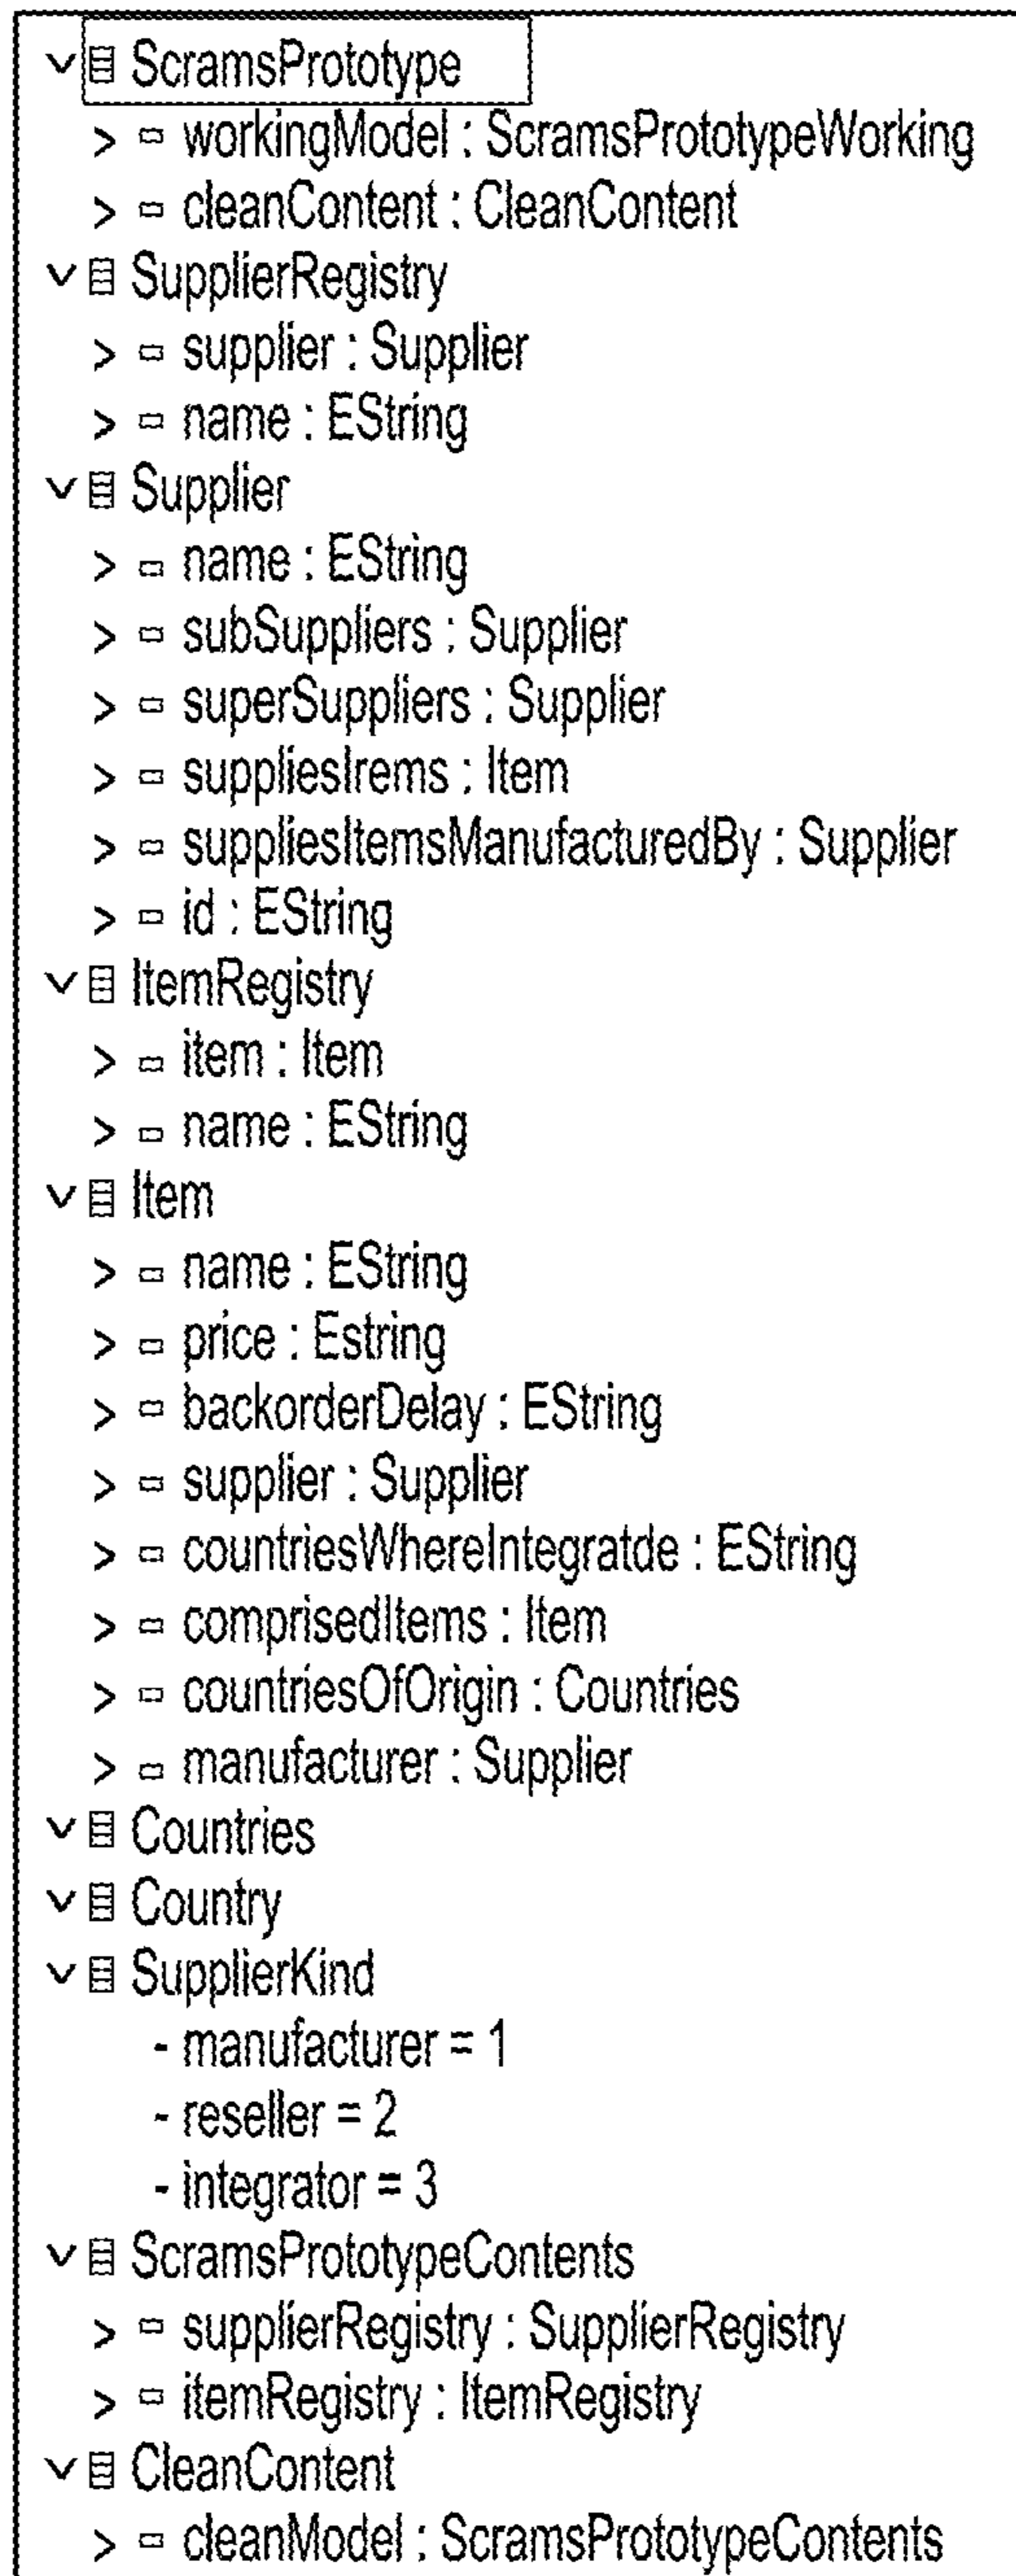 ScramsPrototype
workingModel : ScramsPrototypeWorking
cleanContent : CleanContent
SupplierRegistry
supplier : Supplier
name : EString
Supplier
name : EString
subSuppliers : Supplier
superSuppliers : Supplier
suppliesIrems : Item
suppliesItemsManufacturedBy : Supplier
id : EString
ItemRegistry
item : Item
name : EString
Item
name : EString
price : Estring
backorderDelay : EString
supplier : Supplier
countriesWhereIntegratde : EString
comprisedItems : Item
countriesOfOrigin : Countries
manufacturer : Supplier
Countries
Country
SupplierKind
- manufacturer = 1
- reseller = 2
- integrator = 3
ScramsPrototypeContents
supplierRegistry : SupplierRegistry
itemRegistry : ItemRegistry
CleanContent
cleanModel : ScramsPrototypeContents